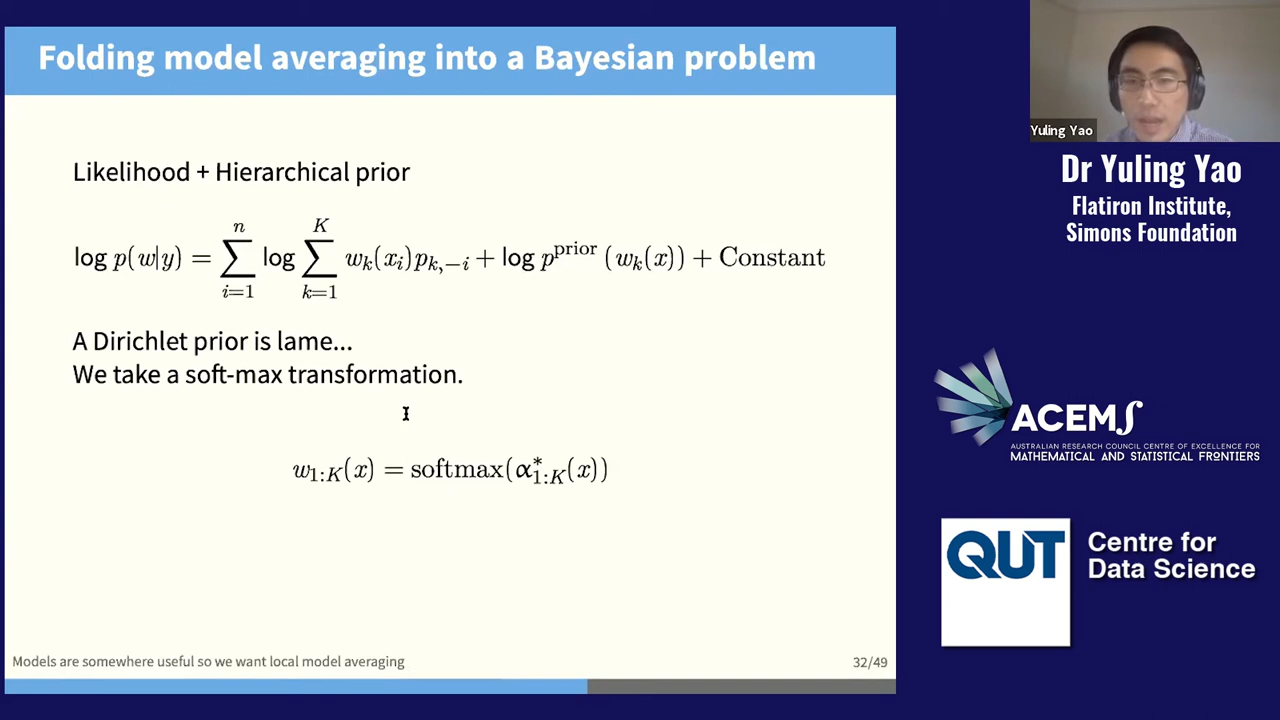 Folding model averaging into a Bayesian problem
Likelihood + Hierarchical prior
log p(w|y) = ∑_{i=1}^{n} log ∑_{k=1}^{K} w_k(x_i)p_{k,−i} + log p^{prior} (w_k(x)) + Constant
A Dirichlet prior is lame...
We take a soft-max transformation.
w_{1:K}(x) = softmax(α*_{1:K}(x))
Models are somewhere useful so we want local model averaging
32/49
Yuling Yao
Dr Yuling Yao
Flatiron Institute,
Simons Foundation
ACEMS
AUSTRALIAN RESEARCH COUNCIL CENTRE OF EXCELLENCE FOR
MATHEMATICAL AND STATISTICAL FRONTIERS
QUT
Centre for
Data Science